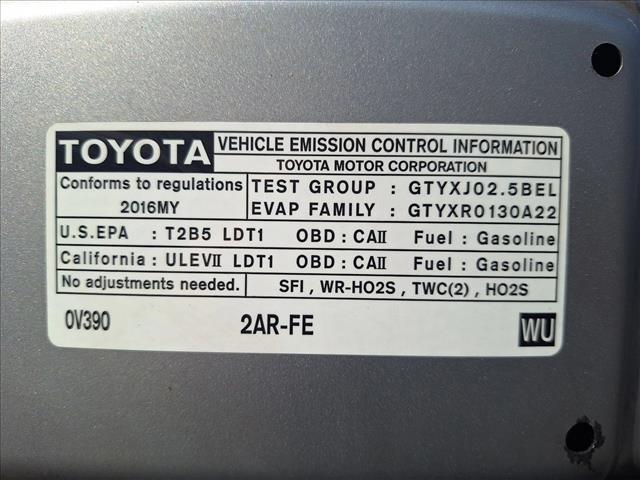 TOYOTA VEHICLE EMISSION CONTROL INFORMATION
TOYOTA MOTOR CORPORATION
Conforms to regulations
2016MY
TEST GROUP : GTYXJ02.5BEL
EVAP FAMILY : GTYXR0130A22
U.S.EPA : T2B5 LDT1 OBD : CAII Fuel : Gasoline
California : ULEVII LDT1 OBD : CAII Fuel : Gasoline
No adjustments needed. SFI , WR-HO2S , TWC(2) , HO2S
0V390 2AR-FE WU